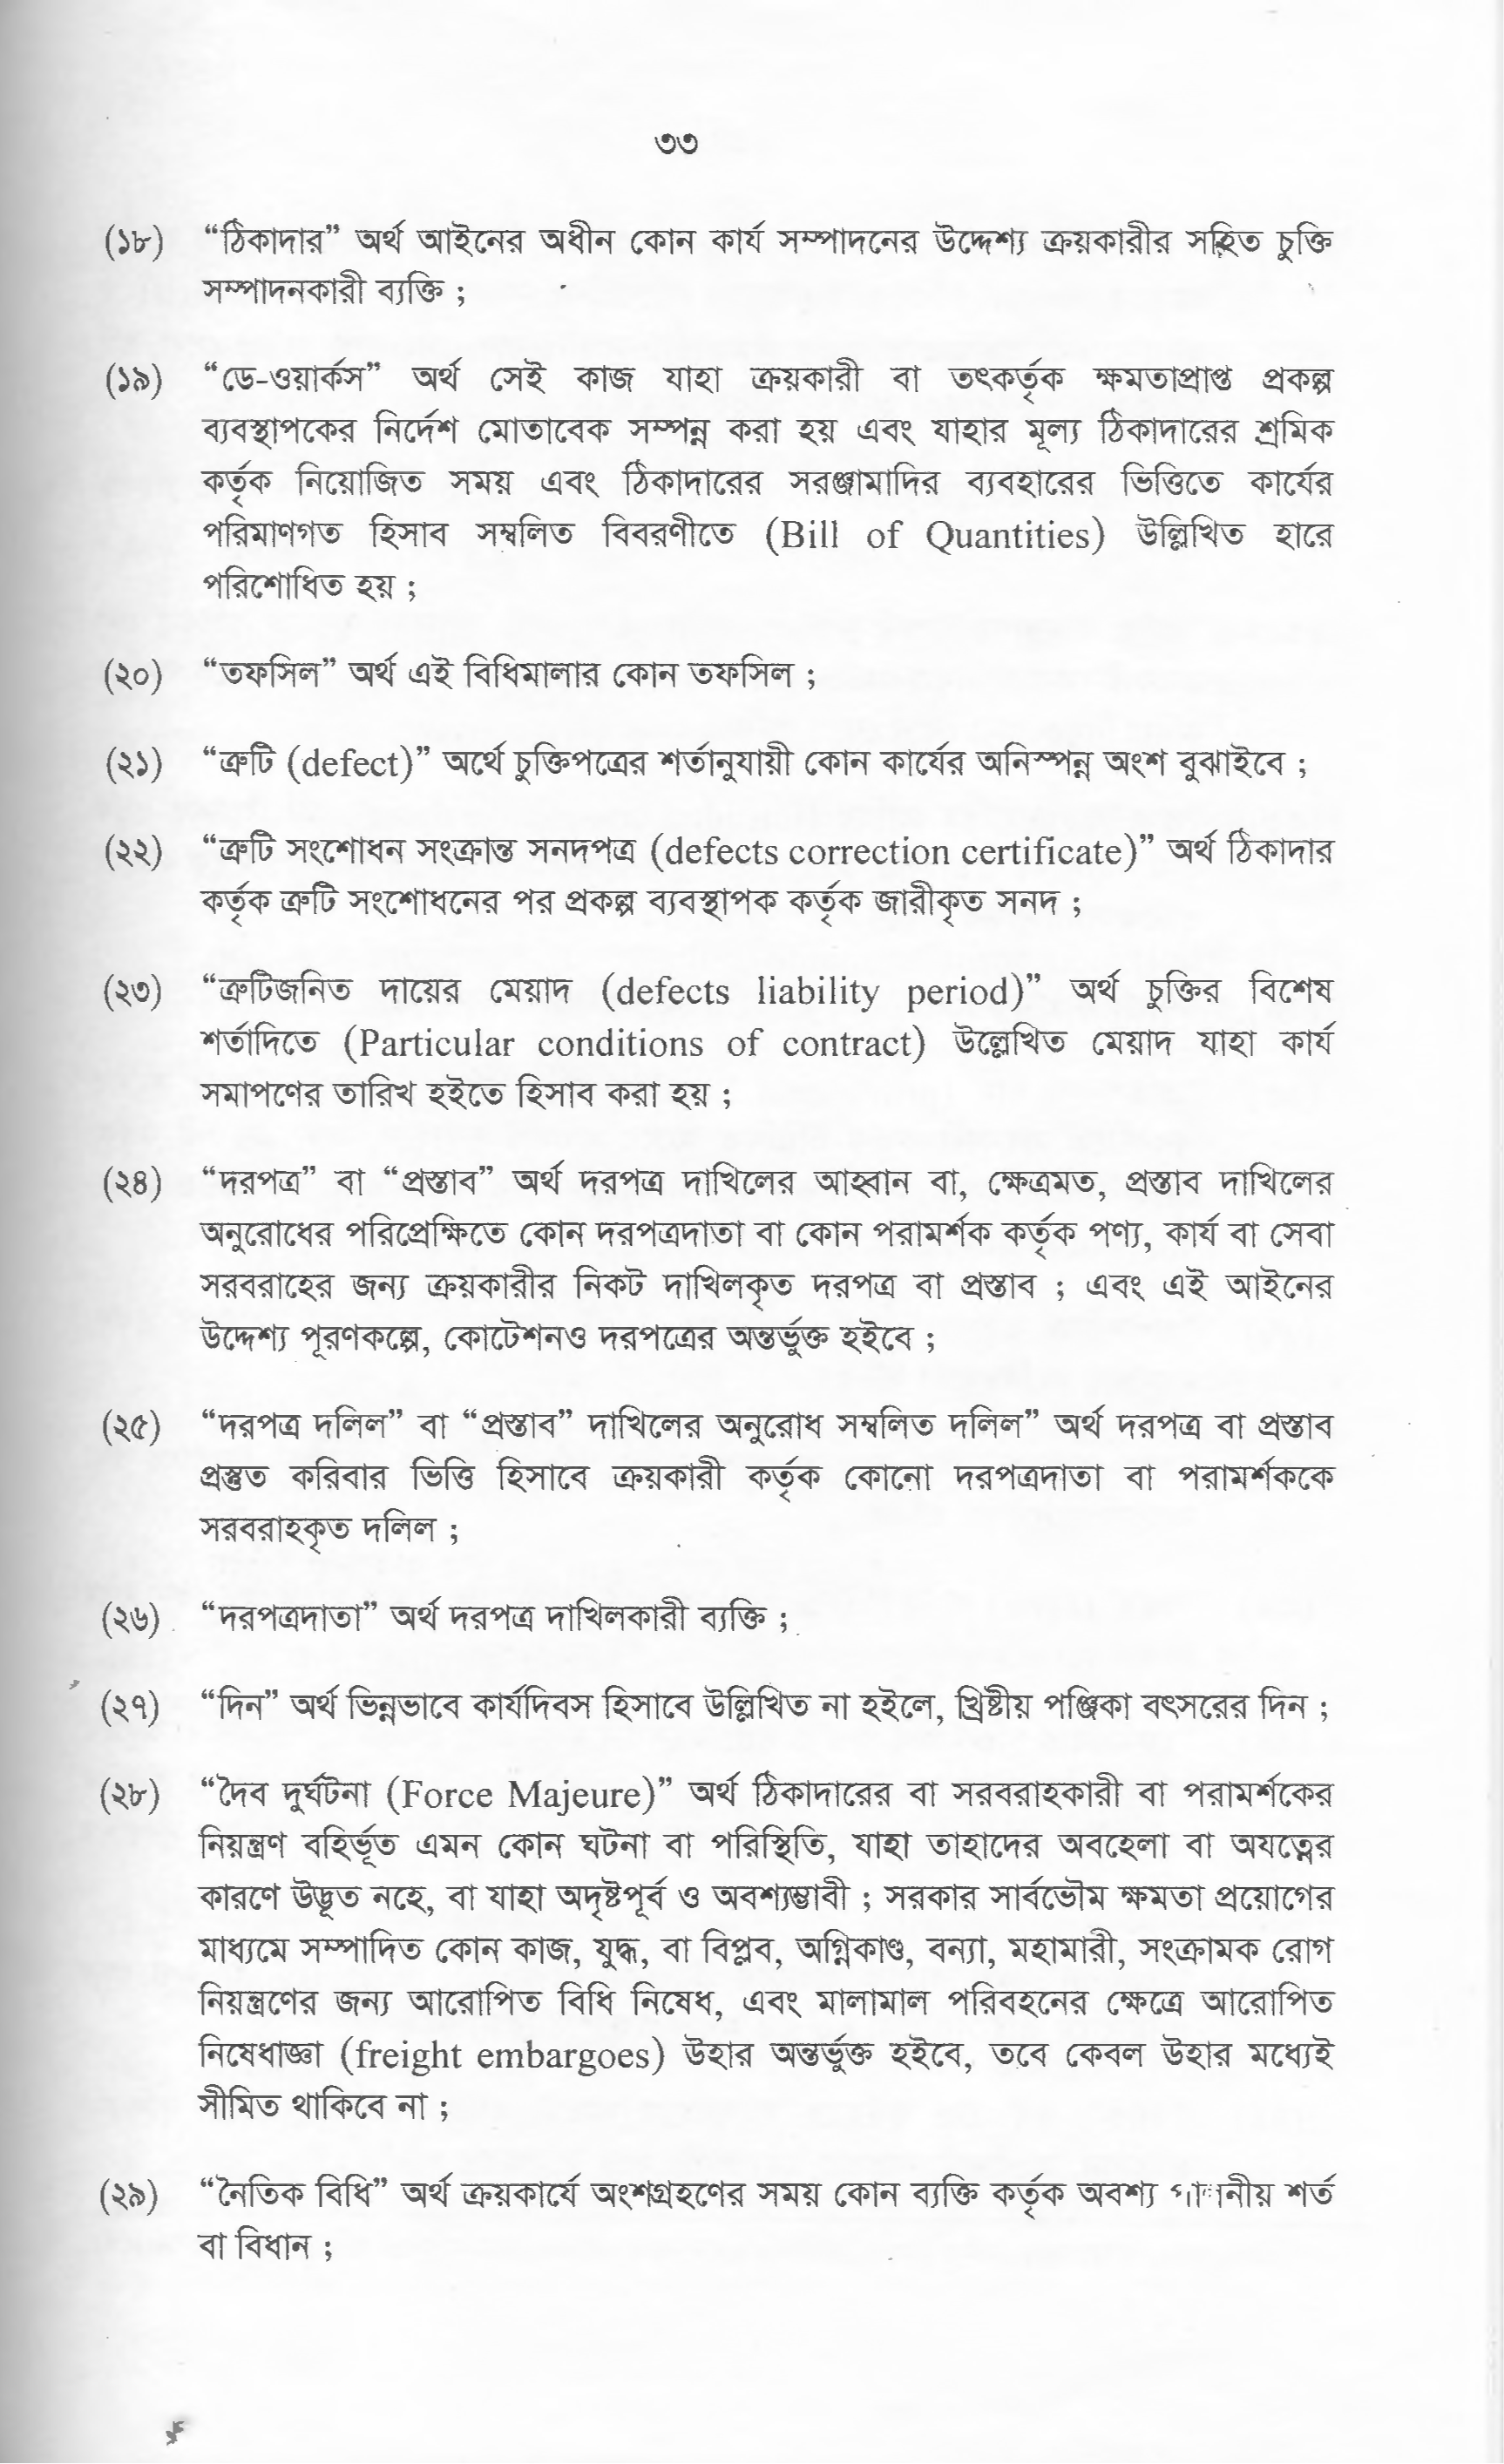 ৩৩
(১৮) “ঠিকাদার” অর্থ আইনের অধীন কোন কার্য সম্পাদনের উদ্দেশ্য ক্রয়কারীর সহিত চুক্তি
সম্পাদনকারী ব্যক্তি ;
(১৯) “ডে-ওয়ার্কস” অর্থ সেই কাজ যাহা ক্রয়কারী বা তৎকর্তৃক ক্ষমতাপ্রাপ্ত প্রকল্প
ব্যবস্থাপকের নির্দেশ মোতাবেক সম্পন্ন করা হয় এবং যাহার মূল্য ঠিকাদারের শ্রমিক
কর্তৃক নিয়োজিত সময় এবং ঠিকাদারের সরঞ্জামাদির ব্যবহারের ভিত্তিতে কার্যের
পরিমাণগত হিসাব সম্বলিত বিবরণীতে (Bill of Quantities) উল্লিখিত হারে
পরিশোধিত হয় ;
(২০) “তফসিল” অর্থ এই বিধিমালার কোন তফসিল ;
(২১) “ত্রুটি (defect)” অর্থে চুক্তিপত্রের শর্তানুযায়ী কোন কার্যের অনিস্পন্ন অংশ বুঝাইবে ;
(২২) “ত্রুটি সংশোধন সংক্রান্ত সনদপত্র (defects correction certificate)” অর্থ ঠিকাদার
কর্তৃক ত্রুটি সংশোধনের পর প্রকল্প ব্যবস্থাপক কর্তৃক জারীকৃত সনদ ;
(২৩) “ত্রুটিজনিত দায়ের মেয়াদ (defects liability period)” অর্থ চুক্তির বিশেষ
শর্তাদিতে (Particular conditions of contract) উল্লেখিত মেয়াদ যাহা কার্য
সমাপণের তারিখ হইতে হিসাব করা হয় ;
(২৪) “দরপত্র” বা “প্রস্তাব” অর্থ দরপত্র দাখিলের আহ্বান বা, ক্ষেত্রমত, প্রস্তাব দাখিলের
অনুরোধের পরিপ্রেক্ষিতে কোন দরপত্রদাতা বা কোন পরামর্শক কর্তৃক পণ্য, কার্য বা সেবা
সরবরাহের জন্য ক্রয়কারীর নিকট দাখিলকৃত দরপত্র বা প্রস্তাব ; এবং এই আইনের
উদ্দেশ্য পূরণকল্পে, কোটেশনও দরপত্রের অন্তর্ভুক্ত হইবে ;
(২৫) “দরপত্র দলিল” বা “প্রস্তাব” দাখিলের অনুরোধ সম্বলিত দলিল” অর্থ দরপত্র বা প্রস্তাব
প্রস্তুত করিবার ভিত্তি হিসাবে ক্রয়কারী কর্তৃক কোনো দরপত্রদাতা বা পরামর্শককে
সরবরাহকৃত দলিল ;
(২৬) “দরপত্রদাতা” অর্থ দরপত্র দাখিলকারী ব্যক্তি ;
(২৭) “দিন” অর্থ ভিন্নভাবে কার্যদিবস হিসাবে উল্লিখিত না হইলে, খ্রিষ্টীয় পঞ্জিকা বৎসরের দিন ;
(২৮) “দৈব দুর্ঘটনা (Force Majeure)” অর্থ ঠিকাদারের বা সরবরাহকারী বা পরামর্শকের
নিয়ন্ত্রণ বহির্ভূত এমন কোন ঘটনা বা পরিস্থিতি, যাহা তাহাদের অবহেলা বা অযত্নের
কারণে উদ্ভূত নহে, বা যাহা অদৃষ্টপূর্ব ও অবশ্যম্ভাবী ; সরকার সার্বভৌম ক্ষমতা প্রয়োগের
মাধ্যমে সম্পাদিত কোন কাজ, যুদ্ধ, বা বিপ্লব, অগ্নিকাণ্ড, বন্যা, মহামারী, সংক্রামক রোগ
নিয়ন্ত্রণের জন্য আরোপিত বিধি নিষেধ, এবং মালামাল পরিবহনের ক্ষেত্রে আরোপিত
নিষেধাজ্ঞা (freight embargoes) উহার অন্তর্ভুক্ত হইবে, তবে কেবল উহার মধ্যেই
সীমিত থাকিবে না ;
(২৯) “নৈতিক বিধি” অর্থ ক্রয়কার্যে অংশগ্রহণের সময় কোন ব্যক্তি কর্তৃক অবশ্য শর্ত
বা বিধান ;